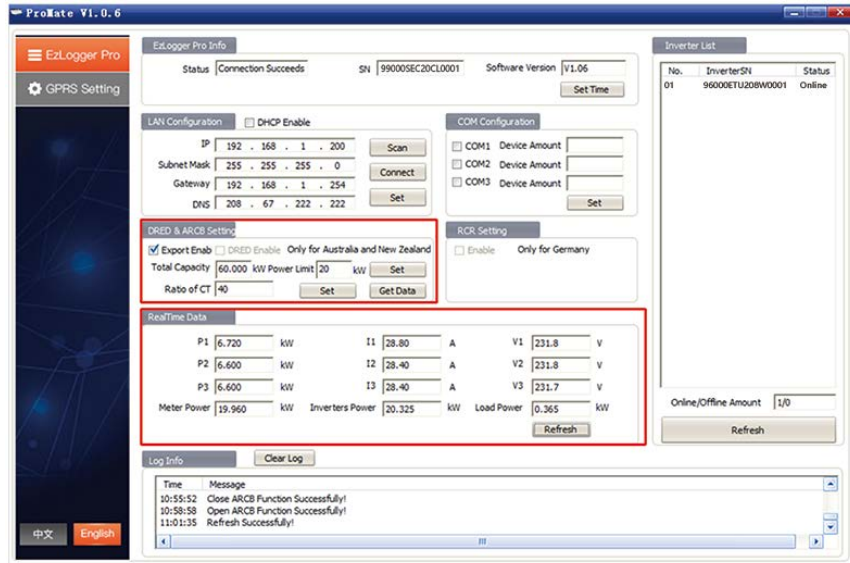 ProMate V1.0.6
EzLogger Pro
GPRS Setting
中文 English
EzLogger Pro Info
Status Connection Succeeds SN 99000SEC20CL0001 Software Version V1.06
Set Time
LAN Configuration DHCP Enable
IP 192 . 168 . 1 . 200 Scan
Subnet Mask 255 . 255 . 255 . 0 Connect
Gateway 192 . 168 . 1 . 254
DNS 208 . 67 . 222 . 222 Set
COM Configuration
COM1 Device Amount
COM2 Device Amount
COM3 Device Amount
Set
DRED & ARCB Setting
Export Enab DRED Enable Only for Australia and New Zealand
Total Capacity 60.000 kW Power Limit 20 kW Set
Ratio of CT 40 Set Get Data
RCR Setting
Enable Only for Germany
RealTime Data
P1 6.720 kW I1 28.80 A V1 231.8 V
P2 6.600 kW I2 28.40 A V2 231.8 V
P3 6.600 kW I3 28.40 A V3 231.7 V
Meter Power 19.960 kW Inverters Power 20.325 kW Load Power 0.365 kW
Refresh
Log Info Clear Log
Time Message
10:55:52 Close ARCB Function Successfully!
10:58:58 Open ARCB Function Successfully!
11:01:35 Refresh Successfully!
Inverter List
No. InverterSN Status
01 96000ETU208W0001 Online
Online/Offline Amount 1/0
Refresh